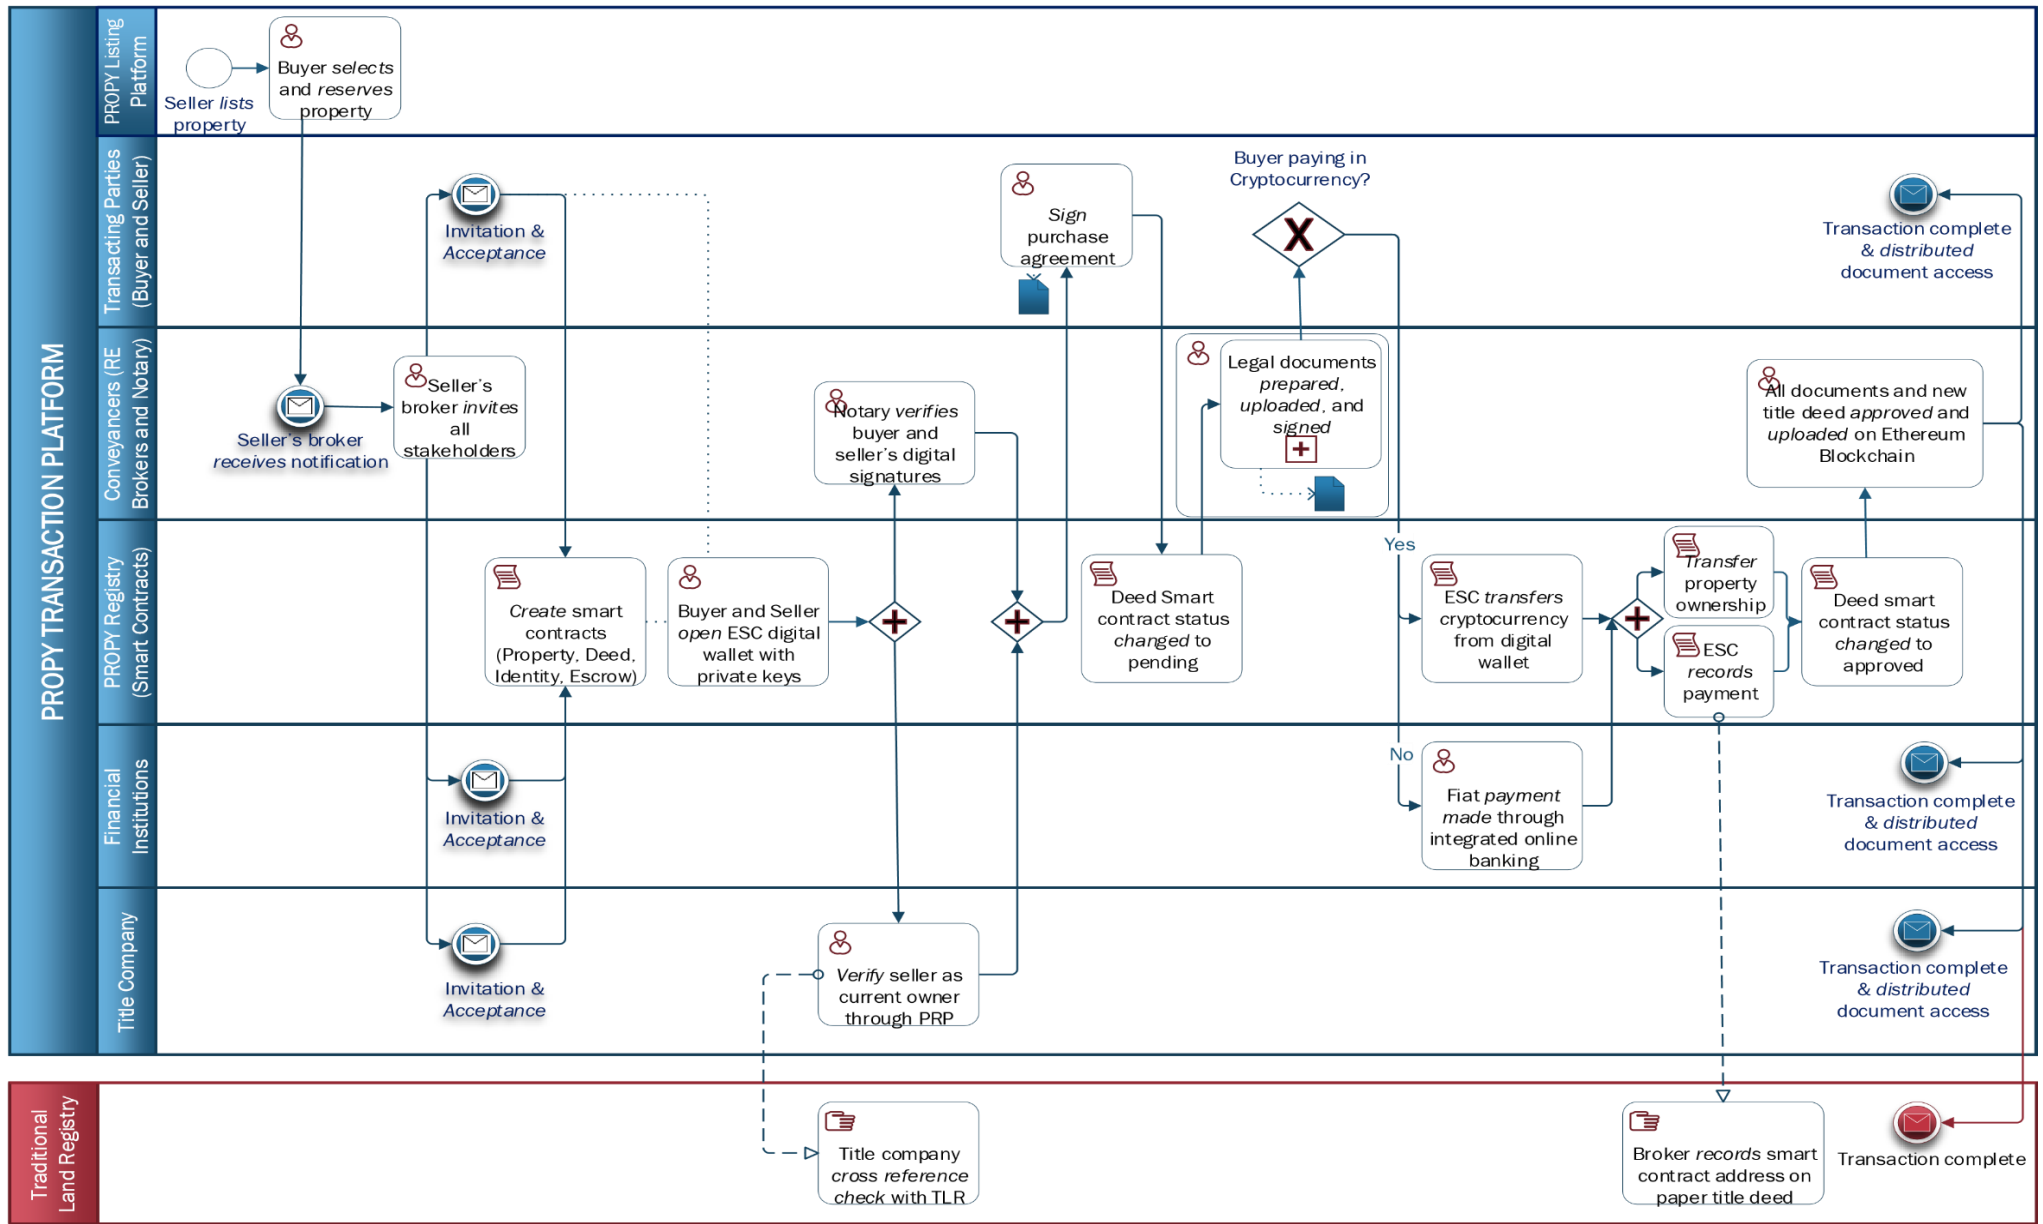 PROPY TRANSACTION PLATFORM
PROPY Listing
Platform
Seller lists
property
Buyer selects
and reserves
property
Transacting Parties
(Buyer and Seller)
Invitation &
Acceptance
Sign
purchase
agreement
Buyer paying in
Cryptocurrency?
Transaction complete
& distributed
document access
Conveyancers (RE
Brokers and Notary)
Seller's broker
receives notification
Seller's
broker invites
all
stakeholders
Notary verifies
buyer and
seller's digital
signatures
Legal documents
prepared,
uploaded, and
signed
All documents and new
title deed approved and
uploaded on Ethereum
Blockchain
PROPY Registry
(Smart Contracts)
Create smart
contracts
(Property, Deed,
Identity, Escrow)
Buyer and Seller
open ESC digital
wallet with
private keys
Deed Smart
contract status
changed to
pending
Yes
ESC transfers
cryptocurrency
from digital
wallet
Transfer
property
ownership
ESC
records
payment
Deed smart
contract status
changed to
approved
Financial
Institutions
Invitation &
Acceptance
No
Fiat payment
made through
integrated online
banking
Transaction complete
& distributed
document access
Title Company
Invitation &
Acceptance
Verify seller as
current owner
through PRP
Transaction complete
& distributed
document access
Traditional
Land Registry
Title company
cross reference
check with TLR
Broker records smart
contract address on
paper title deed
Transaction complete